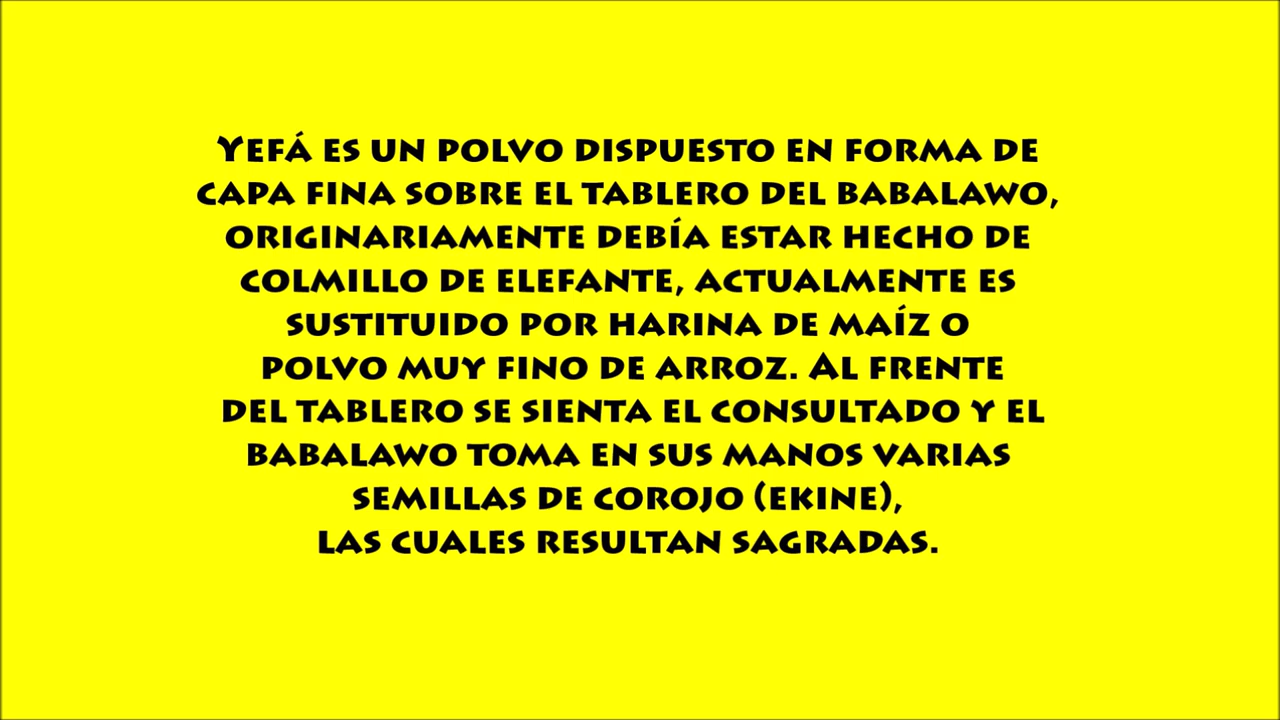 Yefá es un polvo dispuesto en forma de
capa fina sobre el tablero del babalawo,
originariamente debía estar hecho de
colmillo de elefante, actualmente es
sustituido por harina de maíz o
polvo muy fino de arroz. Al frente
del tablero se sienta el consultado y el
babalawo toma en sus manos varias
semillas de corojo (ekine),
las cuales resultan sagradas.